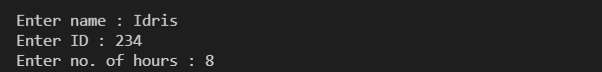 Enter name : Idris
Enter ID : 234
Enter no. of hours : 8